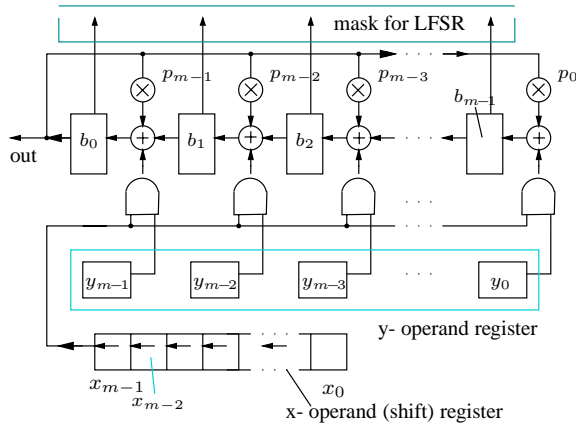 mask for LFSR
p_{m-1} p_{m-2} p_{m-3} p_0
b_{m-1}
b_0 b_1 b_2
out
y_{m-1} y_{m-2} y_{m-3} y_0
y- operand register
x_{m-1} x_0
x_{m-2}
x- operand (shift) register